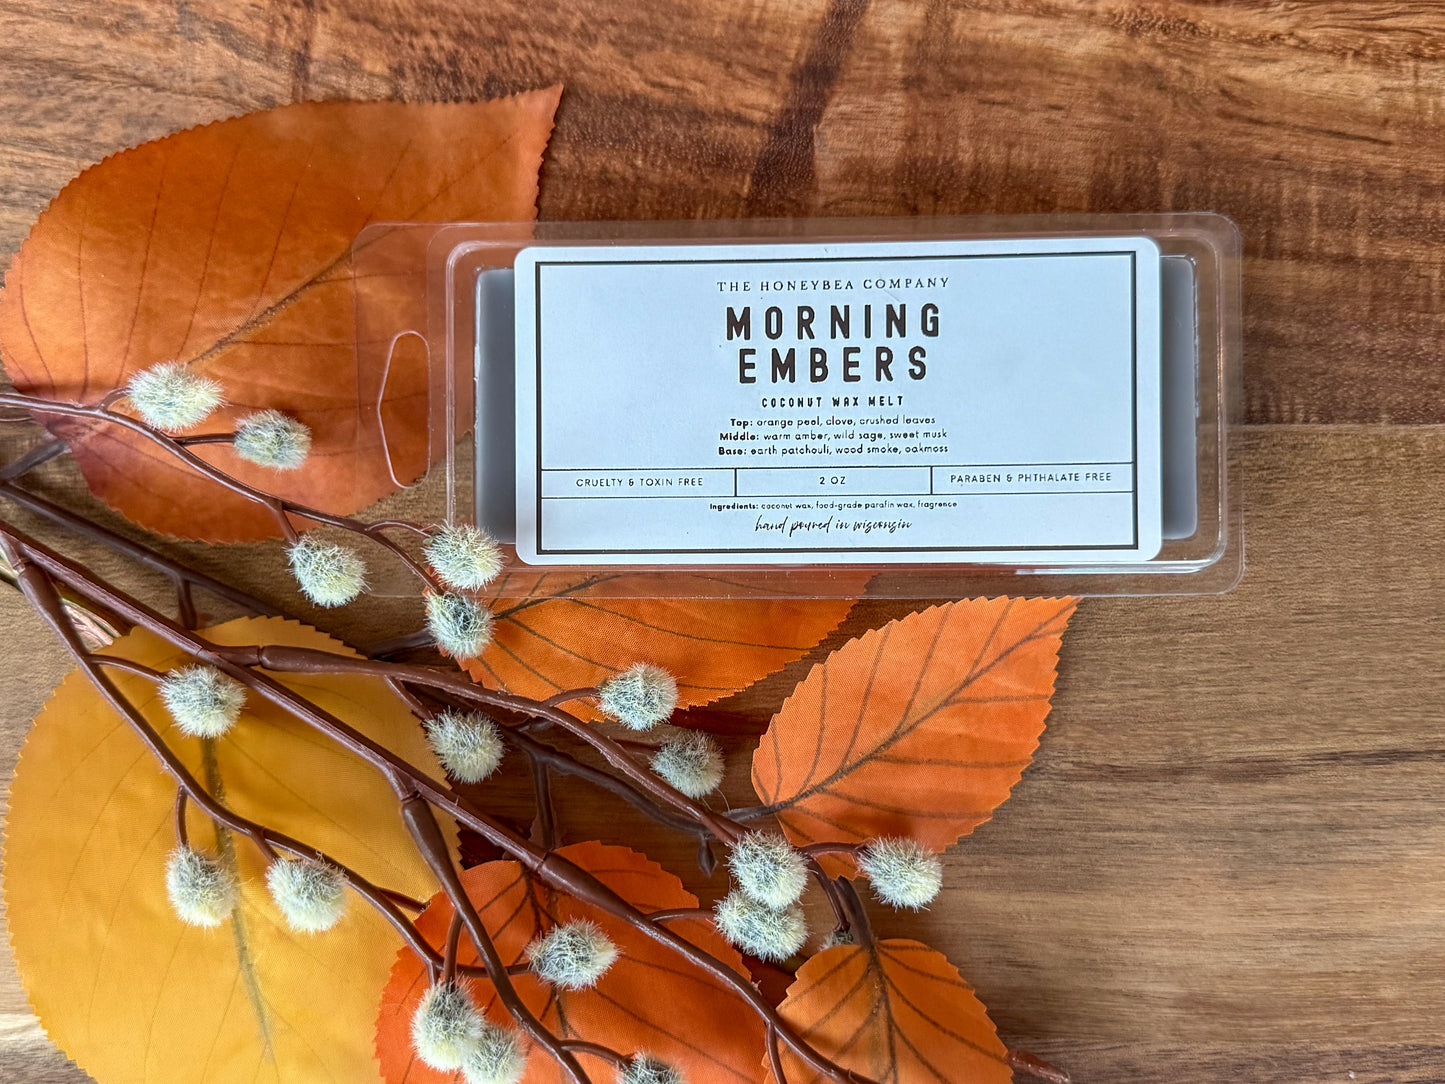 THE HONEYBEA COMPANY
MORNING
EMBERS
COCONUT WAX MELT
Top: orange peel, clove, crushed leaves
Middle: warm amber, wild sage, sweet musk
Base: earth patchouli, wood smoke, oakmoss
CRUELTY & TOXIN FREE
2 OZ
PARABEN & PHTHALATE FREE
Ingredients: coconut wax, food-grade parafin wax, fragrance
hand poured in wisconsin